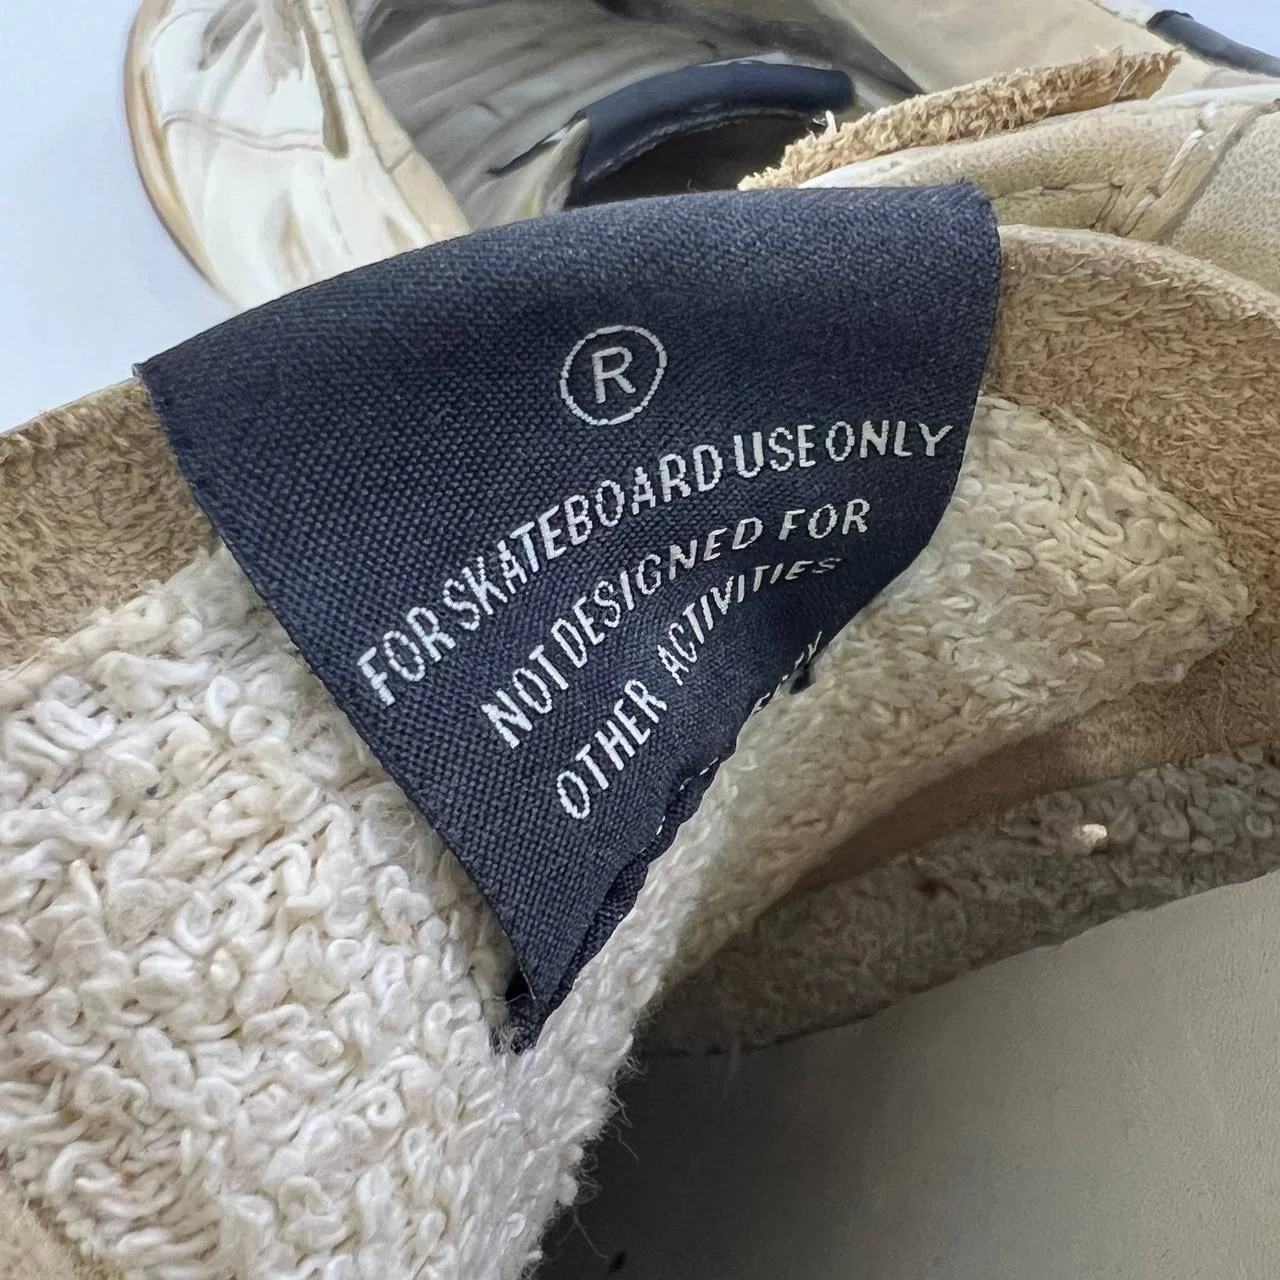 ®
FOR SKATEBOARD USE ONLY
NOT DESIGNED FOR
OTHER ACTIVITIES